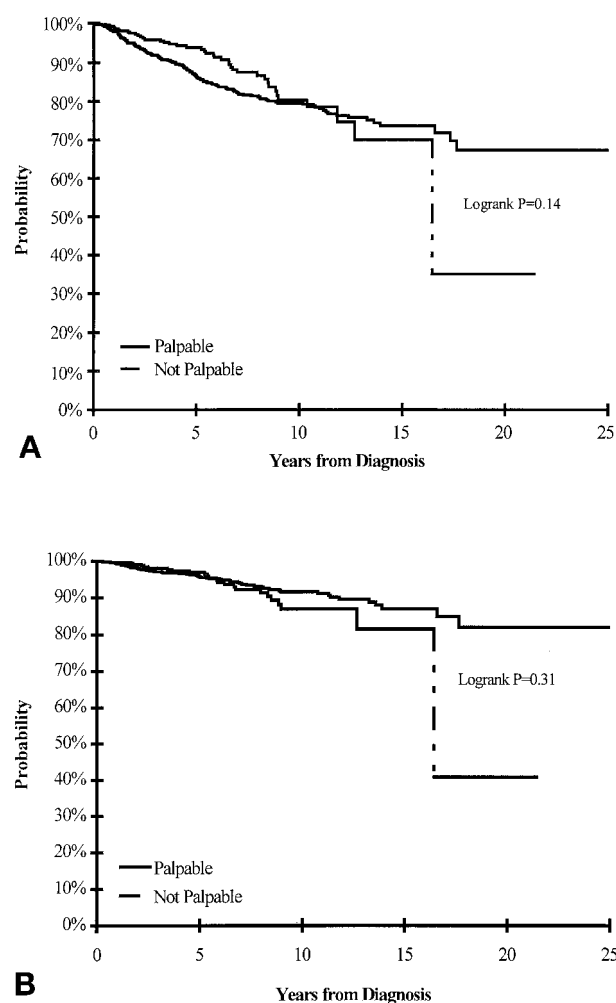 100%
90%
80%
70%
60%
50%
40%
30%
20%
10%
0%
Probability
Logrank P=0.14
Palpable
Not Palpable
0 5 10 15 20 25
Years from Diagnosis
A
100%
90%
80%
70%
60%
50%
40%
30%
20%
10%
0%
Probability
Logrank P=0.31
Palpable
Not Palpable
0 5 10 15 20 25
Years from Diagnosis
B